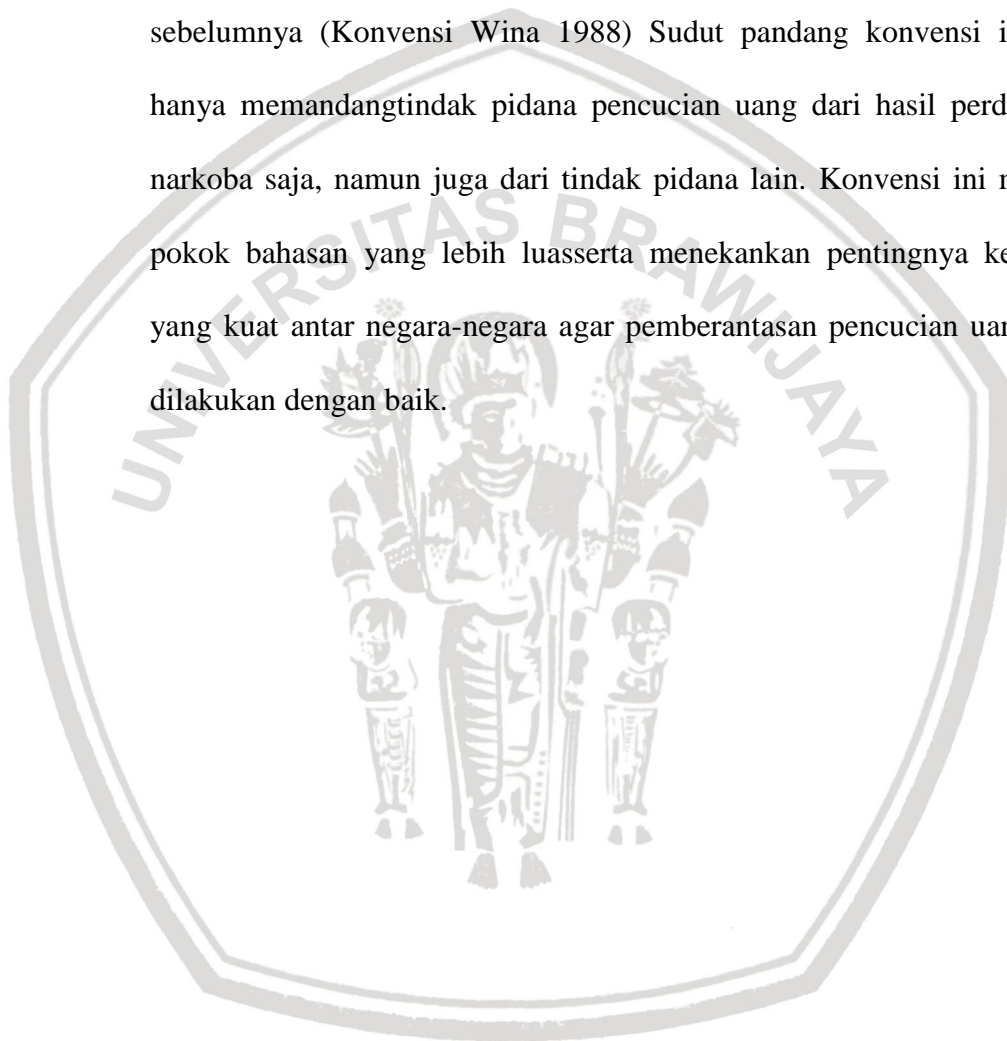 sebelumnya (Konvensi Wina 1988) Sudut pandang konvensi i
hanya memandangtindak pidana pencucian uang dari hasil perd
narkoba saja, namun juga dari tindak pidana lain. Konvensi ini
pokok bahasan yang lebih luasserta menekankan pentingnya ke
yang kuat antar negara-negara agar pemberantasan pencucian uan
dilakukan dengan baik.
UNIVERSITAS BRAWIJAYA